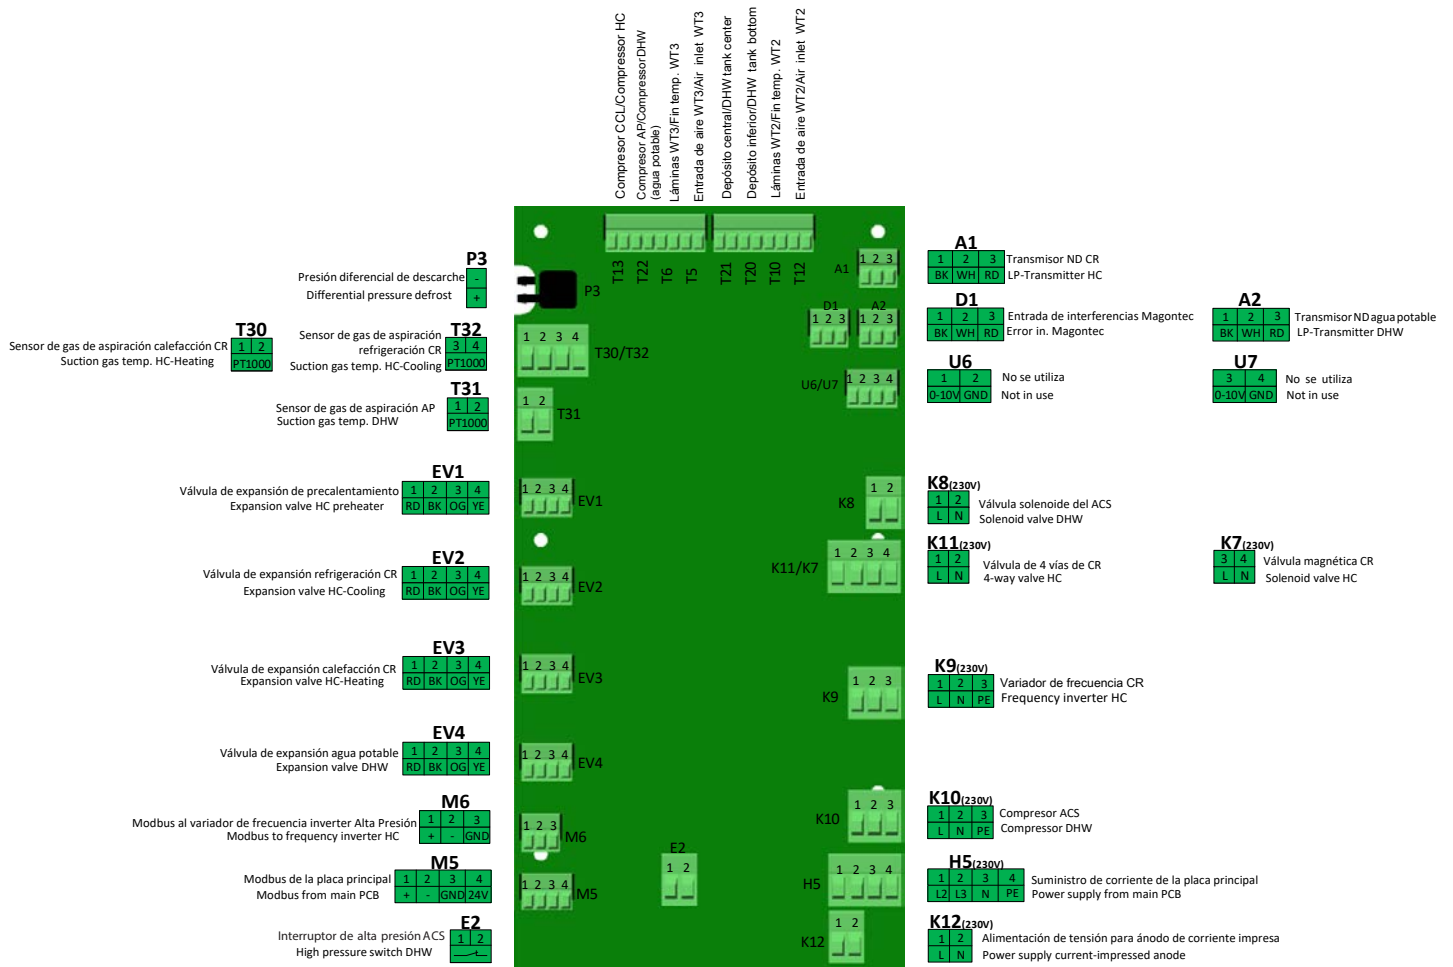 Compresor CCL/Compressor HC
Compresor AP/Compressor DHW
(agua potable)
Láminas WT3/Fin temp. WT3
Entrada de aire WT3/Air inlet WT3
Depósito central/DHW tank center
Depósito inferior/DHW tank bottom
Láminas WT2/Fin temp. WT2
Entrada de aire WT2/Air inlet WT2
T13
T22
T6
T5
T21
T20
T10
T12
P3
Presión diferencial de descarche
Differential pressure defrost
-
+
P3
T30
Sensor de gas de aspiración calefacción CR
Suction gas temp. HC-Heating
1 2
PT1000
T32
Sensor de gas de aspiración
refrigeración CR
Suction gas temp. HC-Cooling
3 4
PT1000
1 2 3 4
T30/T32
T31
Sensor de gas de aspiración AP
Suction gas temp. DHW
1 2
PT1000
1 2
T31
EV1
Válvula de expansión de precalentamiento
Expansion valve HC preheater
1 2 3 4
RD BK OG YE
1 2 3 4
EV1
EV2
Válvula de expansión refrigeración CR
Expansion valve HC-Cooling
1 2 3 4
RD BK OG YE
1 2 3 4
EV2
EV3
Válvula de expansión calefacción CR
Expansion valve HC-Heating
1 2 3 4
RD BK OG YE
1 2 3 4
EV3
EV4
Válvula de expansión agua potable
Expansion valve DHW
1 2 3 4
RD BK OG YE
1 2 3 4
EV4
M6
Modbus al variador de frecuencia inverter Alta Presión
Modbus to frequency inverter HC
1 2 3
+ - GND
1 2 3
M6
M5
Modbus de la placa principal
Modbus from main PCB
1 2 3 4
+ - GND 24V
1 2 3 4
M5
E2
Interruptor de alta presión ACS
High pressure switch DHW
1 2
E2
1 2
A1
1 2 3
A1
1 2 3
BK WH RD
Transmisor ND CR
LP-Transmitter HC
D1
1 2 3
A2
1 2 3
D1
1 2 3
BK WH RD
Entrada de interferencias Magontec
Error in. Magontec
A2
1 2 3
BK WH RD
Transmisor ND agua potable
LP-Transmitter DHW
U6/U7
1 2 3 4
U6
1 2
0-10V GND
No se utiliza
Not in use
U7
3 4
0-10V GND
No se utiliza
Not in use
K8
1 2
K8(230V)
1 2
L N
Válvula solenoide del ACS
Solenoid valve DHW
K11/K7
1 2 3 4
K11(230V)
1 2
L N
Válvula de 4 vías de CR
4-way valve HC
K7(230V)
3 4
L N
Válvula magnética CR
Solenoid valve HC
K9
1 2 3
K9(230V)
1 2 3
L N PE
Variador de frecuencia CR
Frequency inverter HC
K10
1 2 3
K10(230V)
1 2 3
L N PE
Compresor ACS
Compressor DHW
H5
1 2 3 4
H5(230V)
1 2 3 4
L2 L3 N PE
Suministro de corriente de la placa principal
Power supply from main PCB
K12
1 2
K12(230V)
1 2
L N
Alimentación de tensión para ánodo de corriente impresa
Power supply current-impressed anode